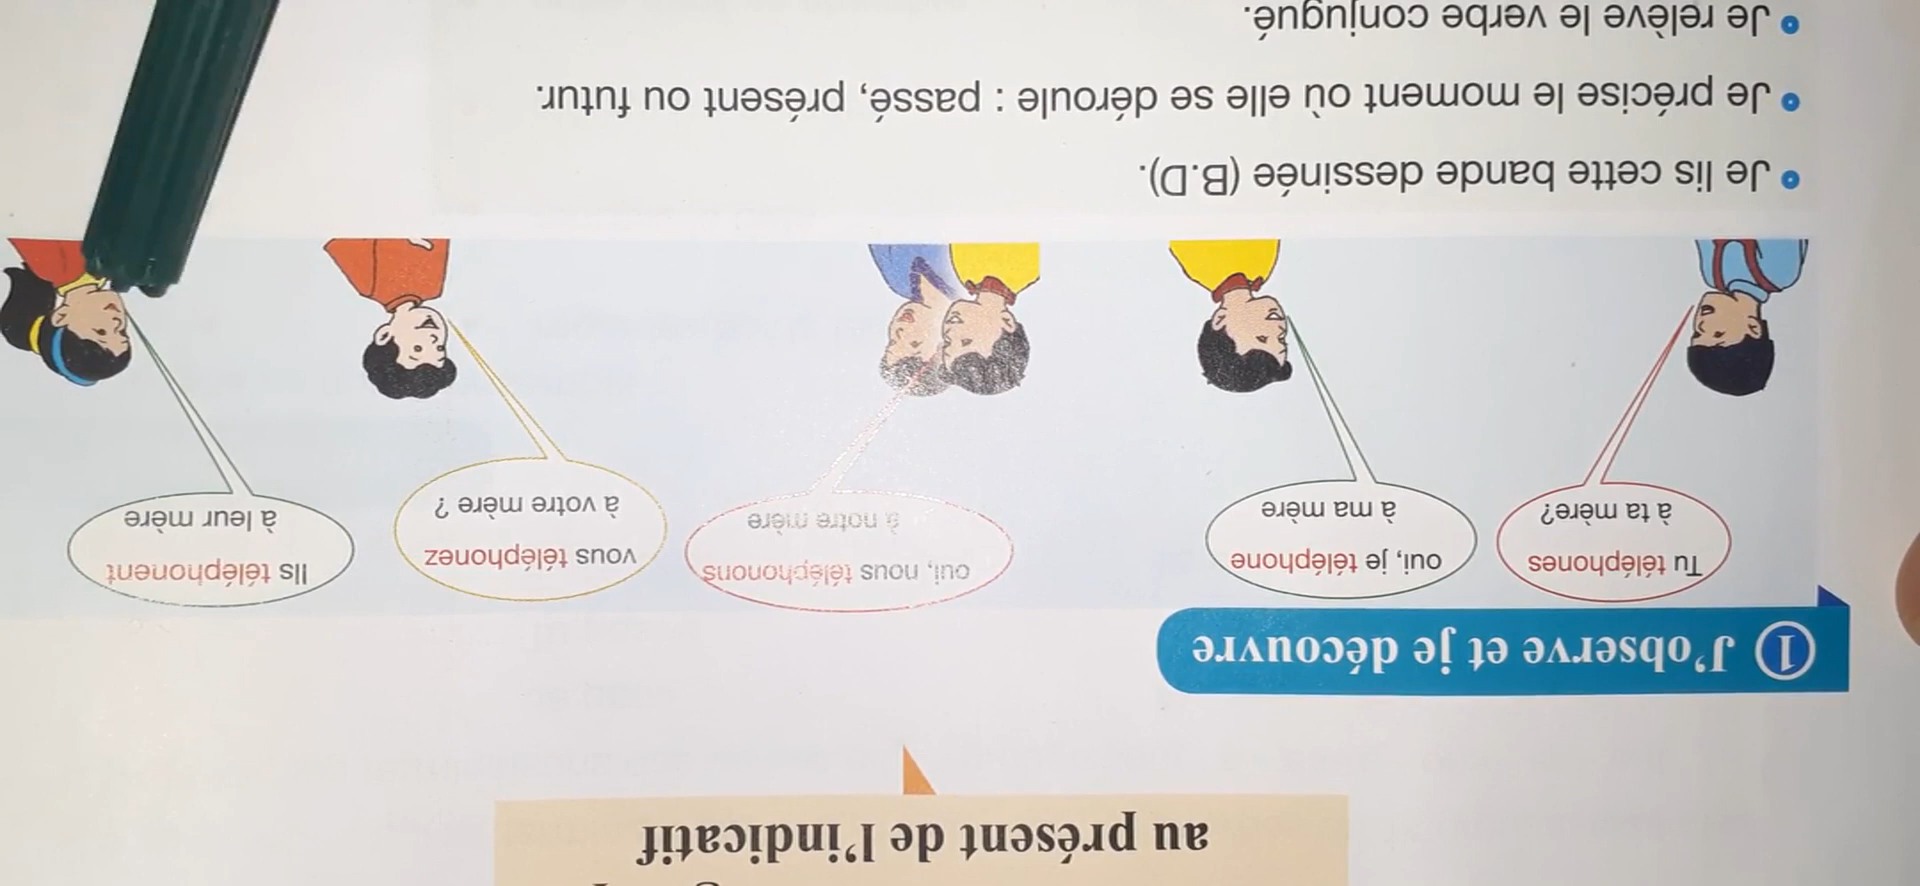 au présent de l'indicatif
1 J'observe et je découvre
Tu téléphones
à ta mère?
oui, je téléphone
à ma mère
oui, nous téléphonons
à notre mère
vous téléphonez
à votre mère ?
Ils téléphonent
à leur mère
• Je lis cette bande dessinée (B.D).
• Je précise le moment où elle se déroule : passé, présent ou futur.
• Je relève le verbe conjugué.